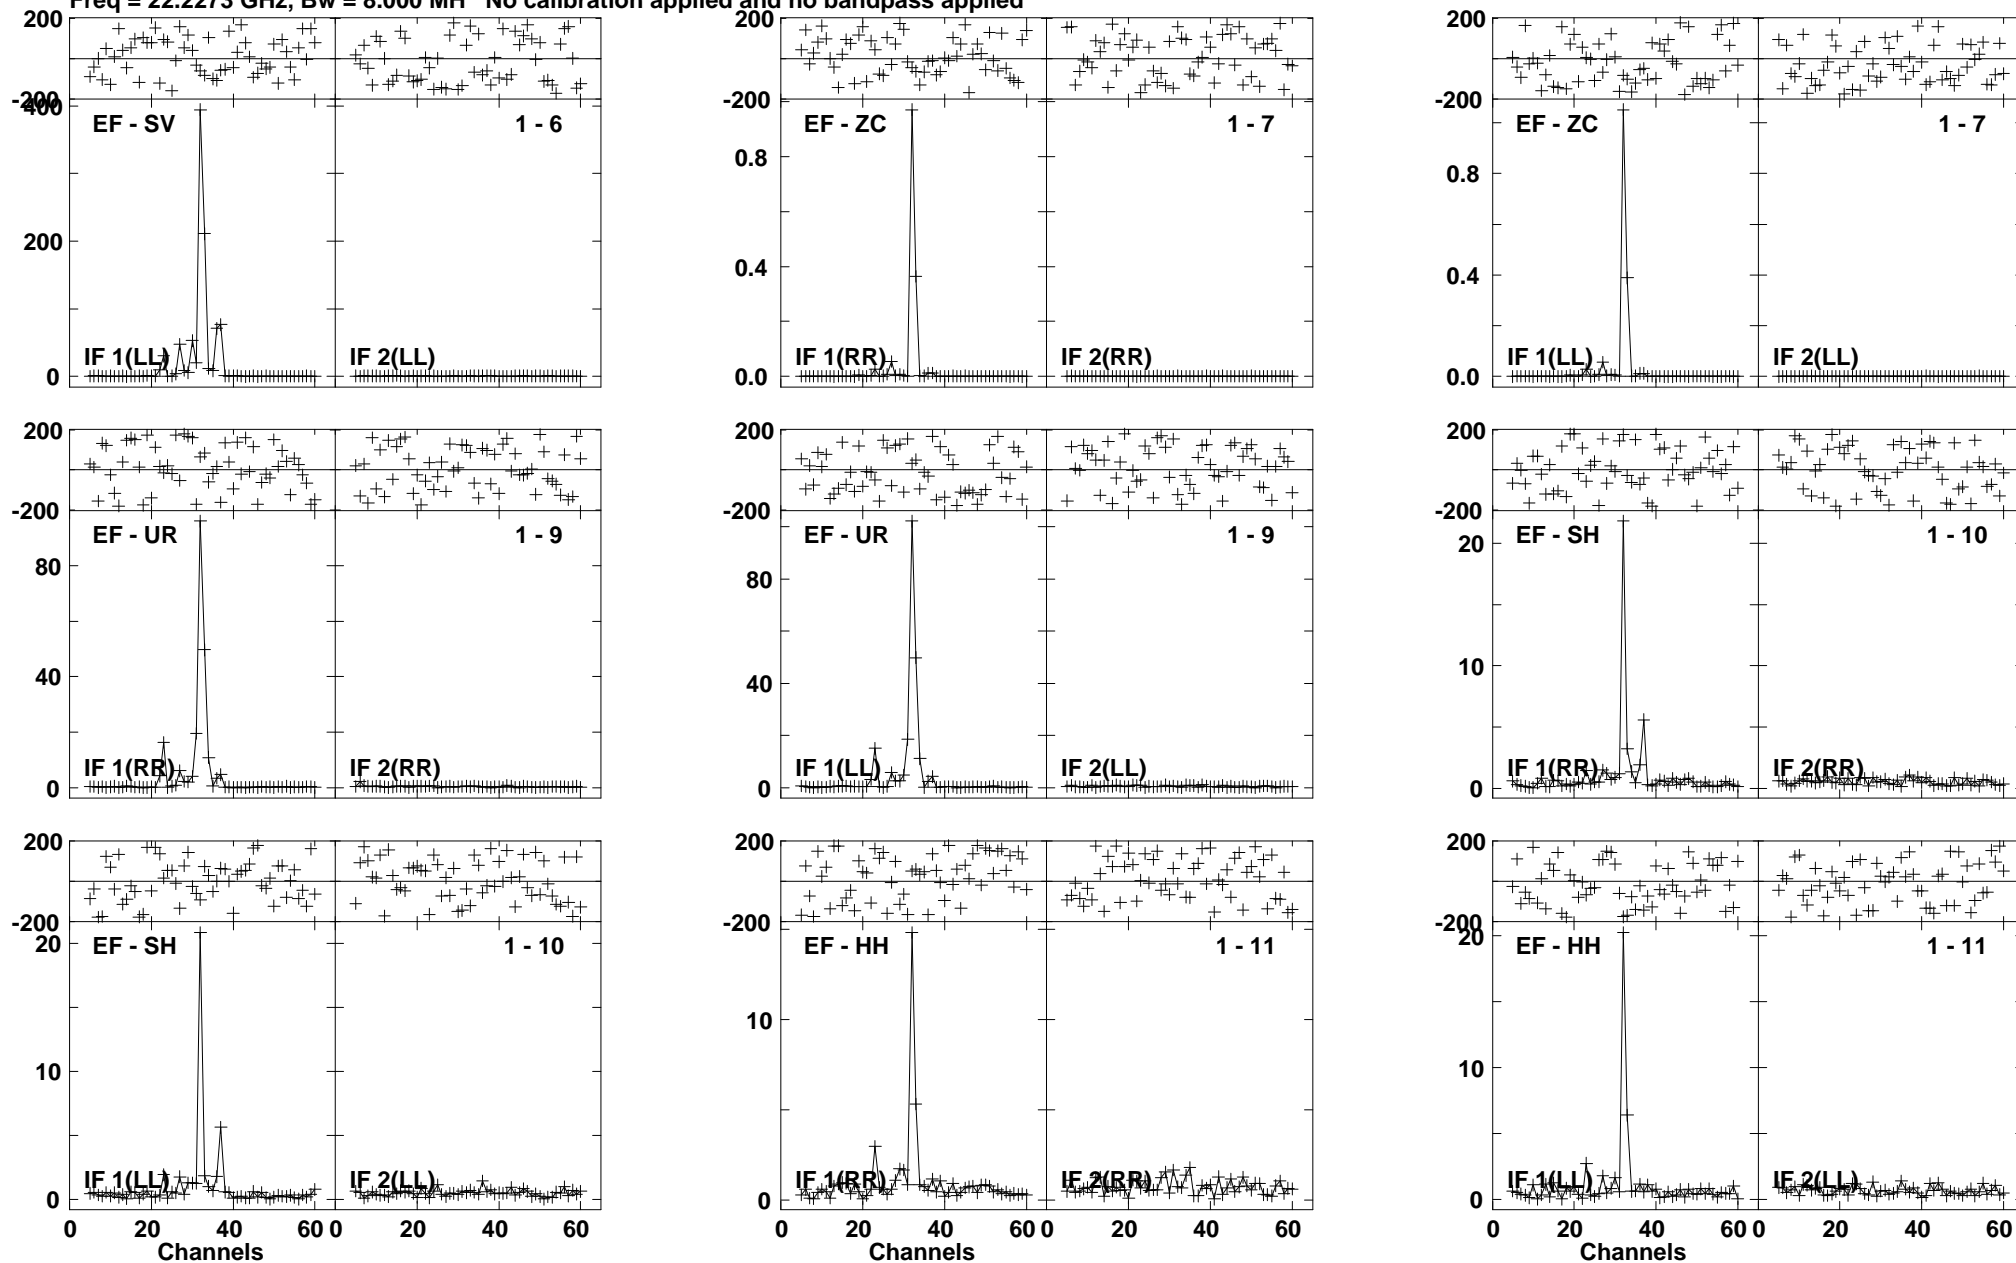 Freq = 22.2273 GHz, Bw = 8.000 MH No calibration applied and no bandpass applied
200 200 200
-200 -200 -200
400
EF - SV 1 - 6 EF - ZC 1 - 7 EF - ZC 1 - 7
0.8 0.8
200
0.4 0.4
IF 1(LL) IF 2(LL) IF 1(RR) IF 2(RR) IF 1(LL) IF 2(LL)
0 0.0 0.0
200 200 200
-200 -200 -200
EF - UR 1 - 9 EF - UR 1 - 9 EF - SH 1 - 10
80 80 20
40 40 10
IF 1(RR) IF 2(RR) IF 1(LL) IF 2(LL) IF 1(RR) IF 2(RR)
0 0 0
200 200 200
-200 -200 -200
20 20
EF - SH 1 - 10 EF - HH 1 - 11 EF - HH 1 - 11
10 10 10
IF 1(LL) IF 2(LL) IF 1(RR) IF 2(RR) IF 1(LL) IF 2(LL)
0 0 0
0 20 40 60 0 20 40 60 0 20 40 60 0 20 40 60 0 20 40 60 0 20 40 60
Channels Channels Channels